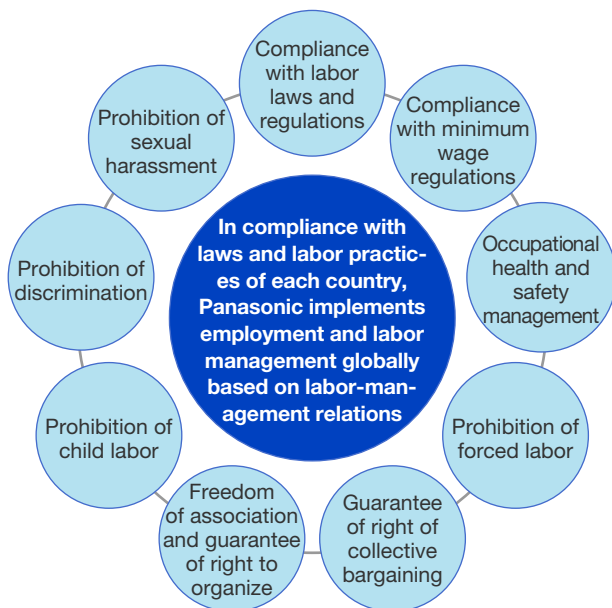 Compliance
with labor
laws and
regulations
Compliance
with minimum
wage
regulations
Occupational
health and
safety
management
Prohibition of
forced labor
Guarantee
of right of
collective
bargaining
Freedom
of association
and guarantee
of right to
organize
Prohibition of
child labor
Prohibition of
discrimination
Prohibition of
sexual
harassment
In compliance with
laws and labor practic-
es of each country,
Panasonic implements
employment and labor
management globally
based on labor-man-
agement relations